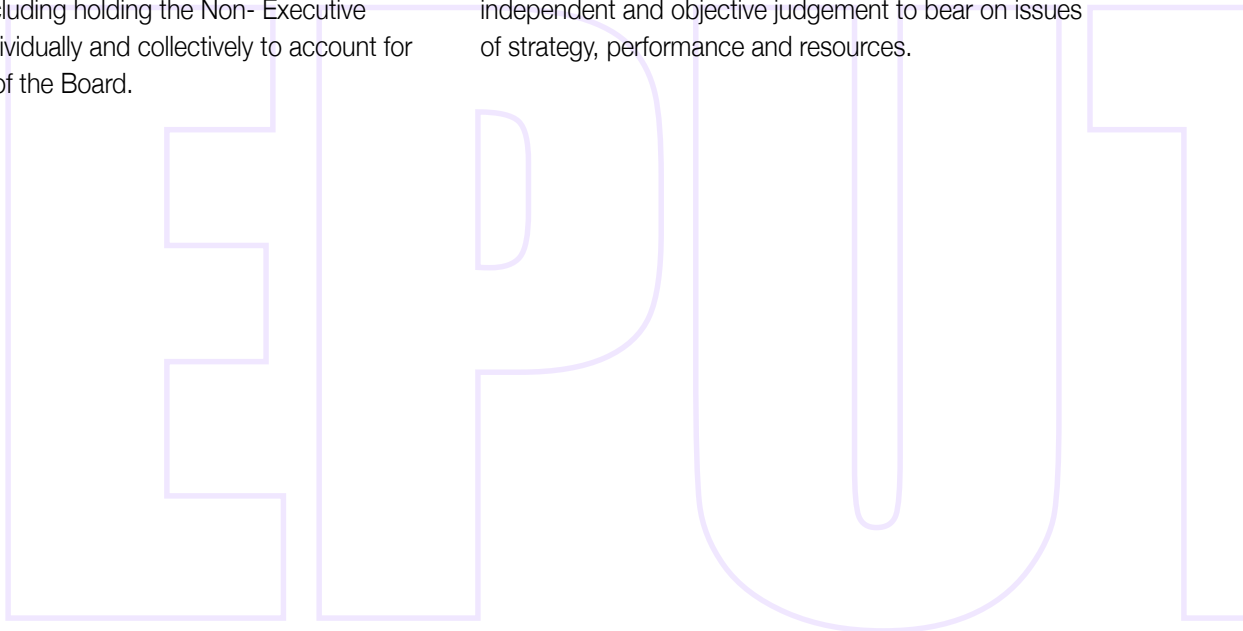 cluding holding the Non- Executive
ividually and collectively to account for
of the Board.
independent and objective judgement to bear on issues
of strategy, performance and resources.
EPUT